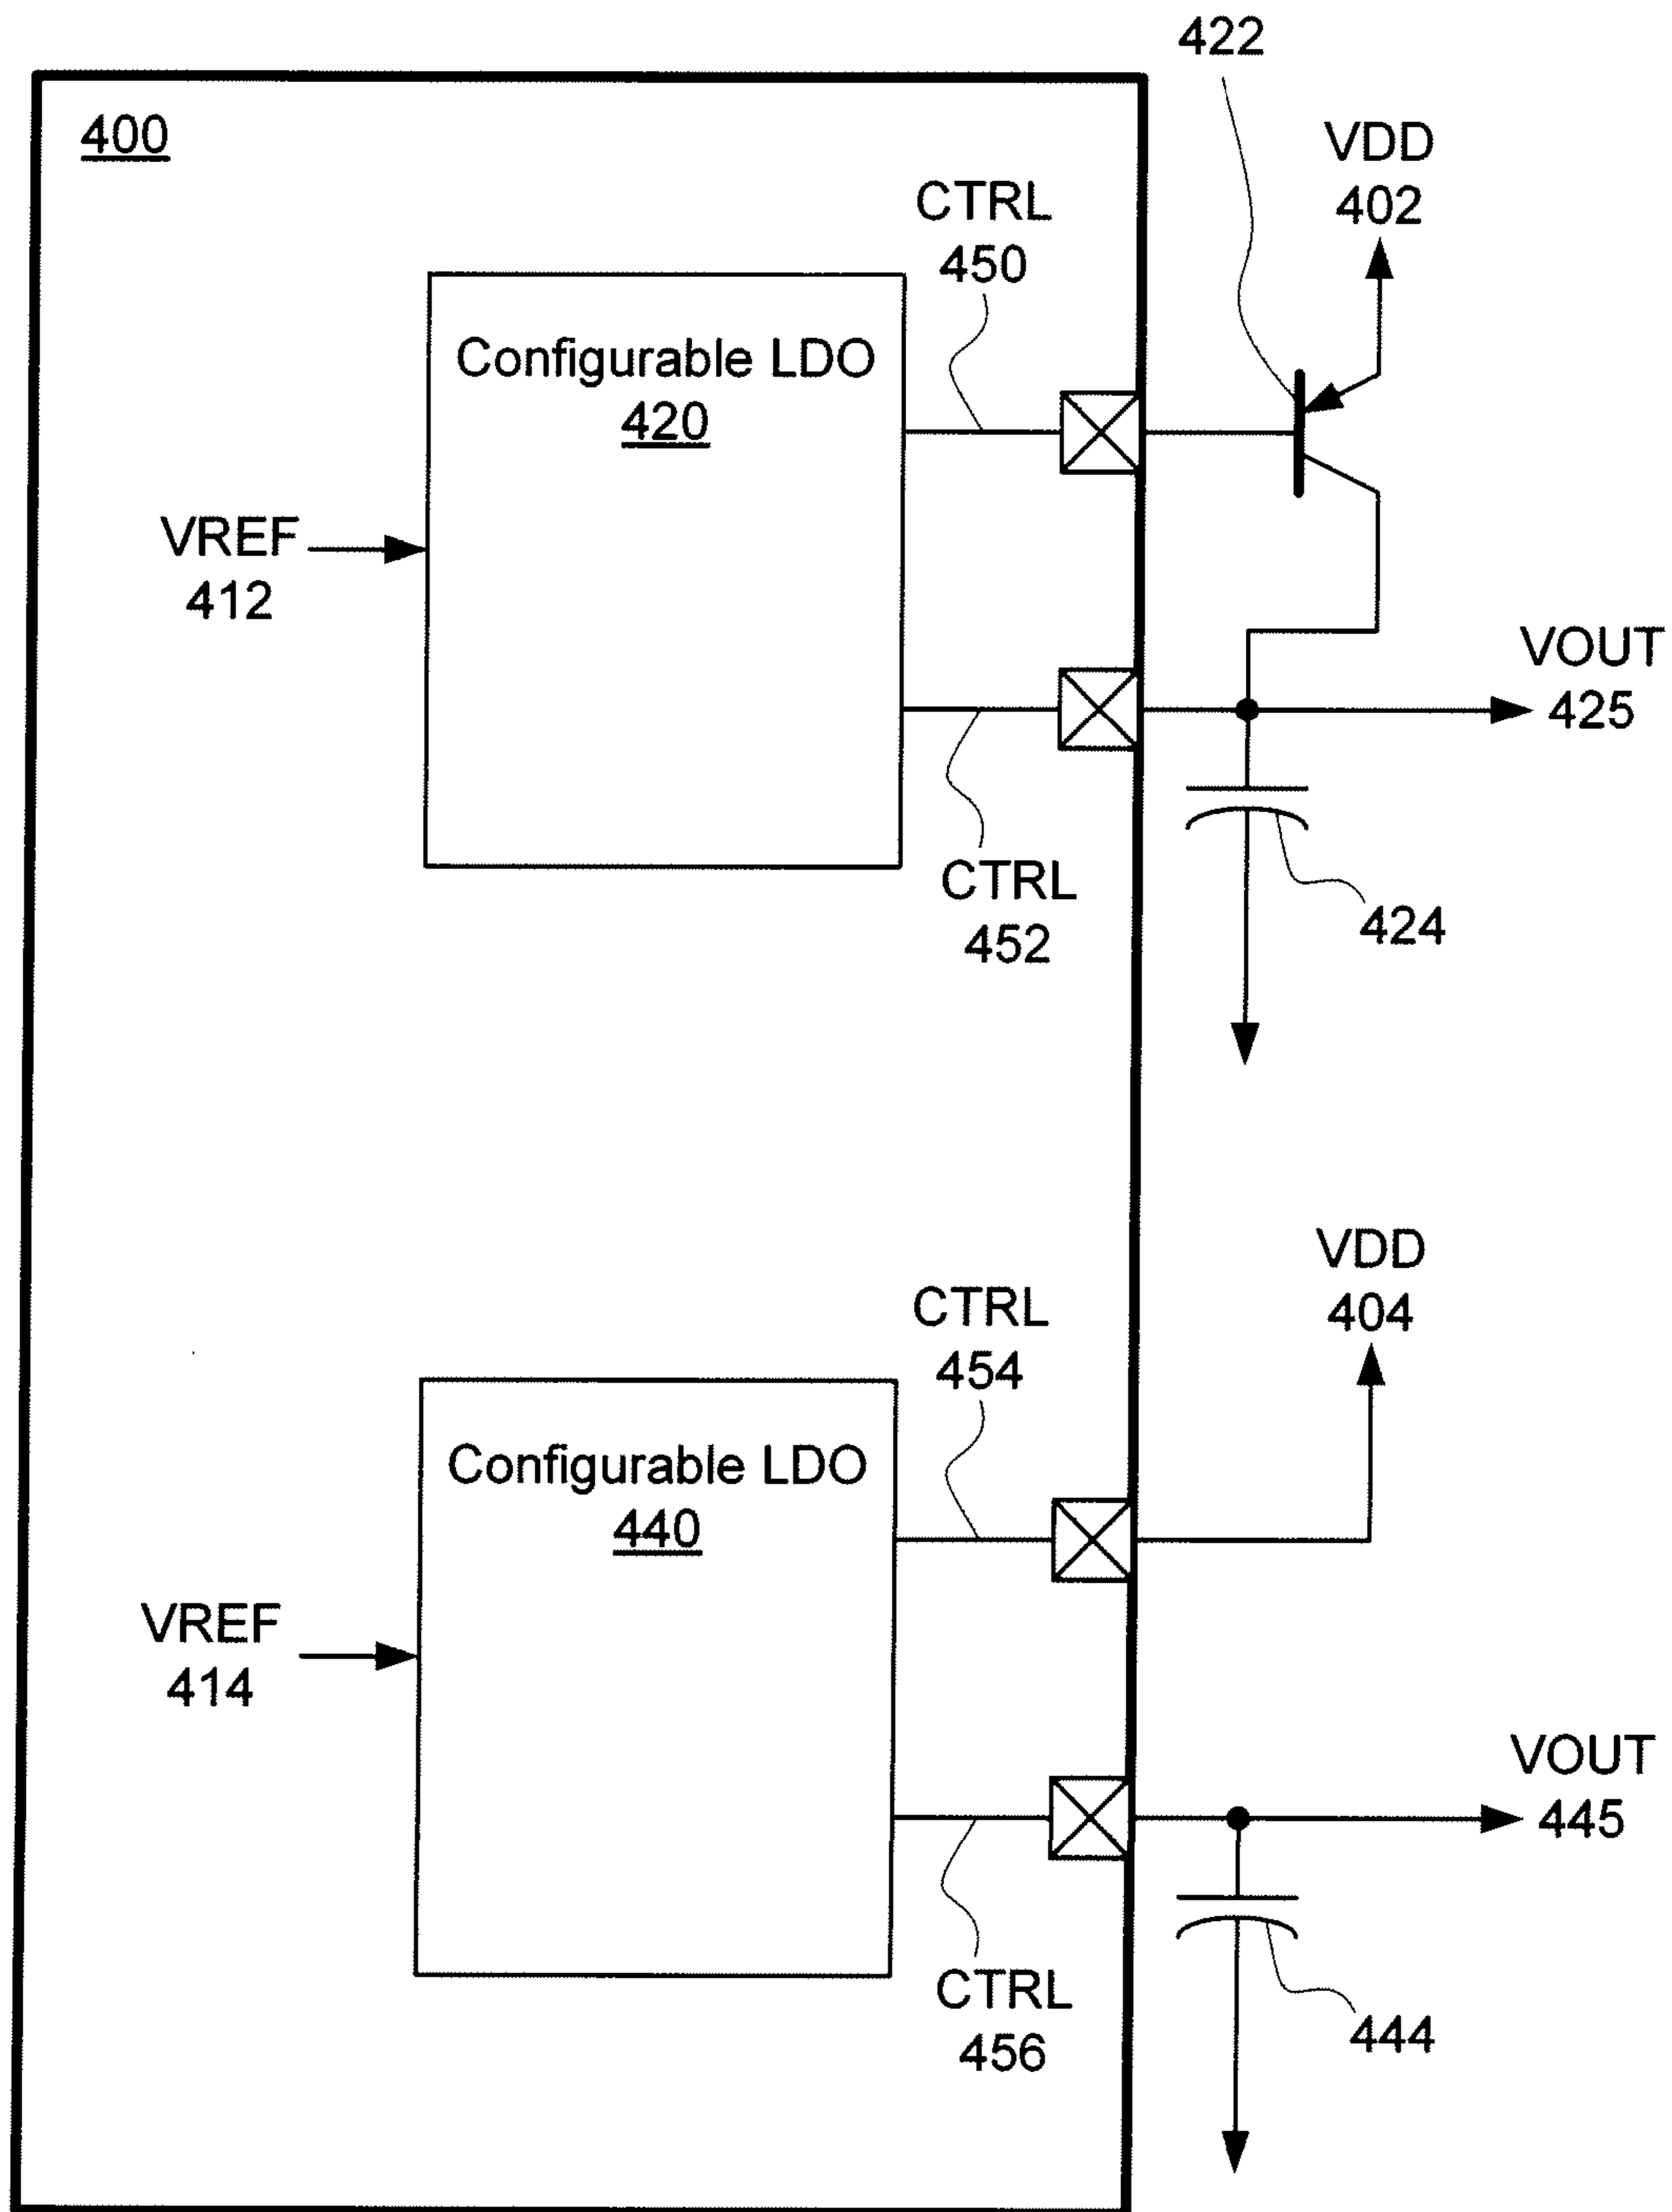 422
400
VDD
402
CTRL
450
Configurable LDO
420
VREF
412
VOUT
425
CTRL
452
424
VDD
404
CTRL
454
Configurable LDO
440
VREF
414
VOUT
445
CTRL
456
444